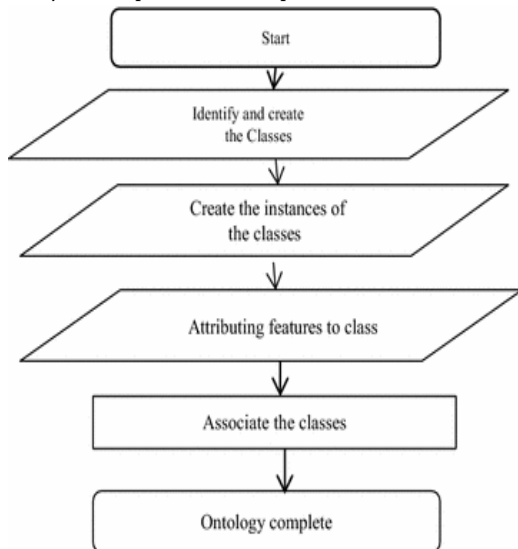 Start
Identify and create
the Classes
Create the instances of
the classes
Attributing features to class
Associate the classes
Ontology complete